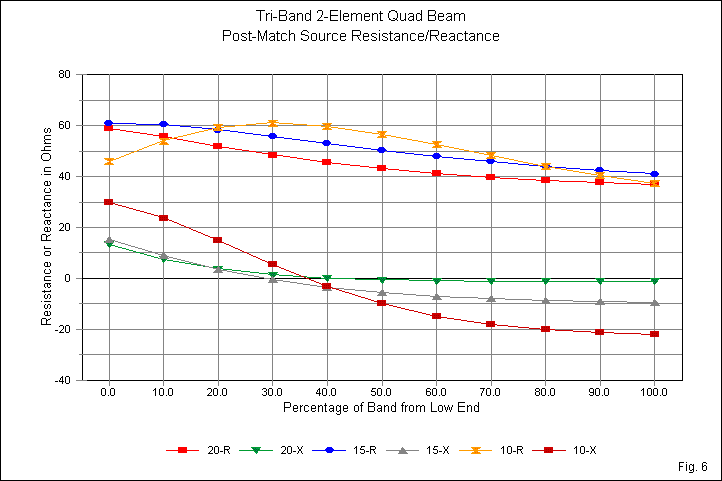 Tri-Band 2-Element Quad Beam
Post-Match Source Resistance/Reactance
Resistance or Reactance in Ohms
80
60
40
20
0
-20
-40
0.0 10.0 20.0 30.0 40.0 50.0 60.0 70.0 80.0 90.0 100.0
Percentage of Band from Low End
20-R 20-X 15-R 15-X 10-R 10-X
Fig. 6